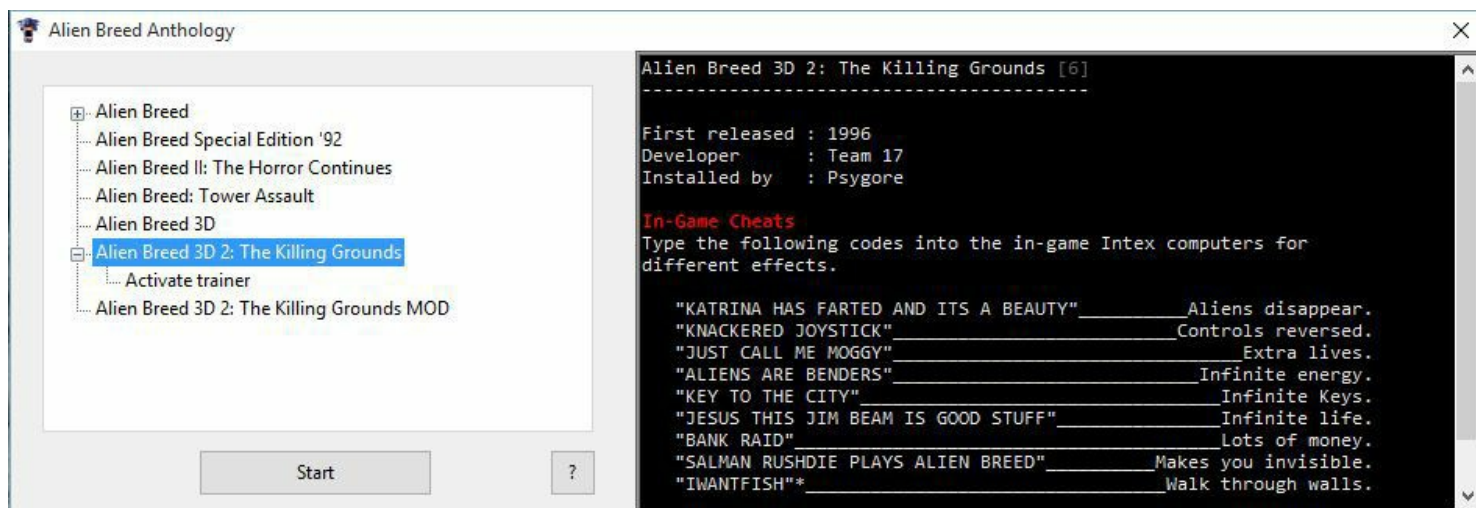 Alien Breed Anthology
Alien Breed
Alien Breed Special Edition '92
Alien Breed II: The Horror Continues
Alien Breed: Tower Assault
Alien Breed 3D
Alien Breed 3D 2: The Killing Grounds
Activate trainer
Alien Breed 3D 2: The Killing Grounds MOD
Start
?
Alien Breed 3D 2: The Killing Grounds [6]
-----------------------------------------
First released : 1996
Developer : Team 17
Installed by : Psygore
In-Game Cheats
Type the following codes into the in-game Intex computers for
different effects.
"KATRINA HAS FARTED AND ITS A BEAUTY"__________Aliens disappear.
"KNACKERED JOYSTICK"__________________________Controls reversed.
"JUST CALL ME MOGGY"________________________________Extra lives.
"ALIENS ARE BENDERS"____________________________Infinite energy.
"KEY TO THE CITY"_________________________________Infinite Keys.
"JESUS THIS JIM BEAM IS GOOD STUFF"_______________Infinite life.
"BANK RAID"_______________________________________Lots of money.
"SALMAN RUSHDIE PLAYS ALIEN BREED"__________Makes you invisible.
"IWANTFISH"*_________________________________Walk through walls.